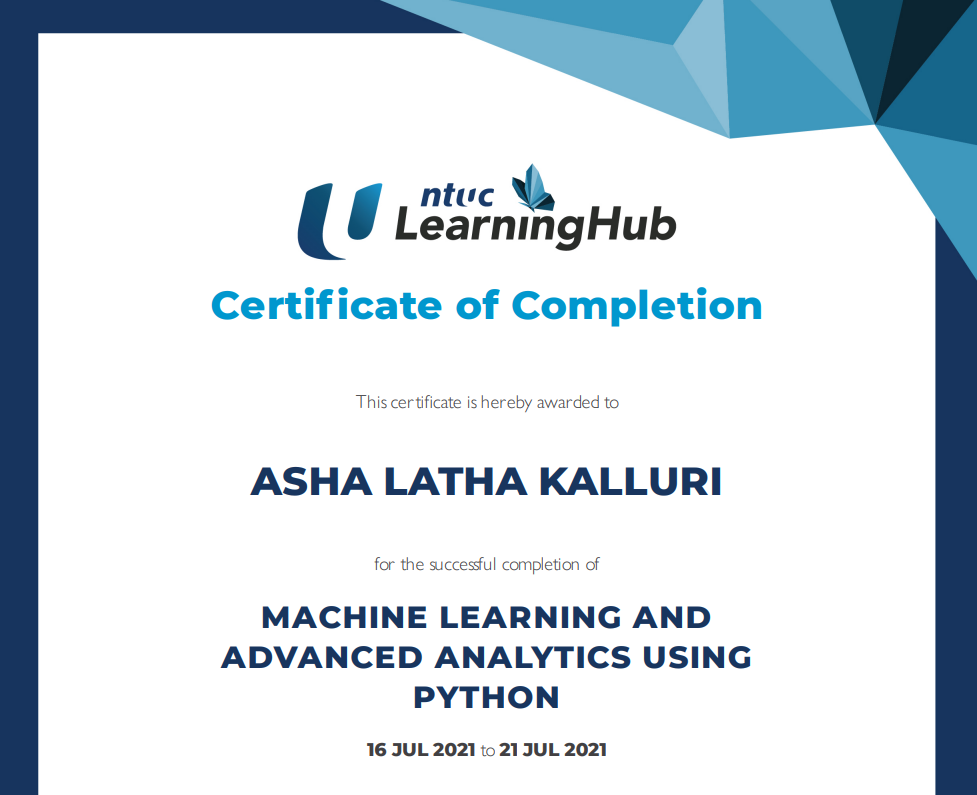 ntuc
LearningHub
Certificate of Completion
This certificate is hereby awarded to
ASHA LATHA KALLURI
for the successful completion of
MACHINE LEARNING AND
ADVANCED ANALYTICS USING
PYTHON
16 JUL 2021 to 21 JUL 2021